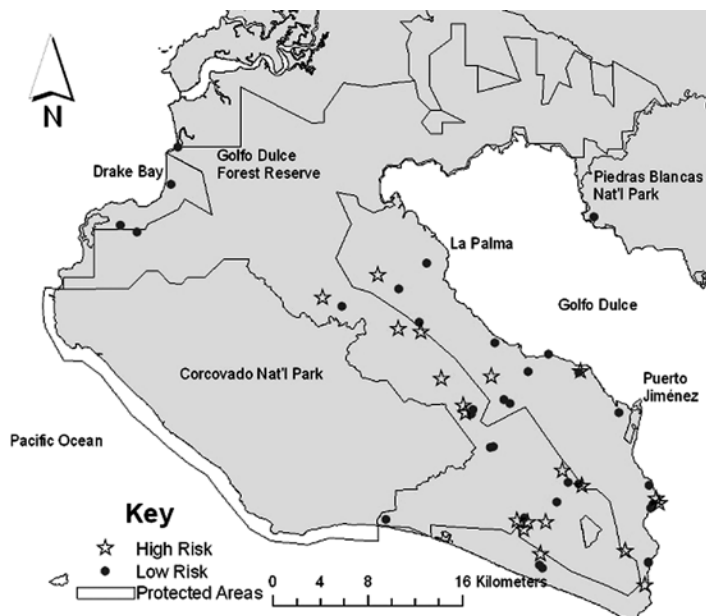 N
Drake Bay
Golfo Dulce
Forest Reserve
Piedras Blancas
Nat'l Park
La Palma
Golfo Dulce
Corcovado Nat'l Park
Puerto
Jiménez
Pacific Ocean
Key
High Risk
Low Risk
Protected Areas
0 4 8 16 Kilometers